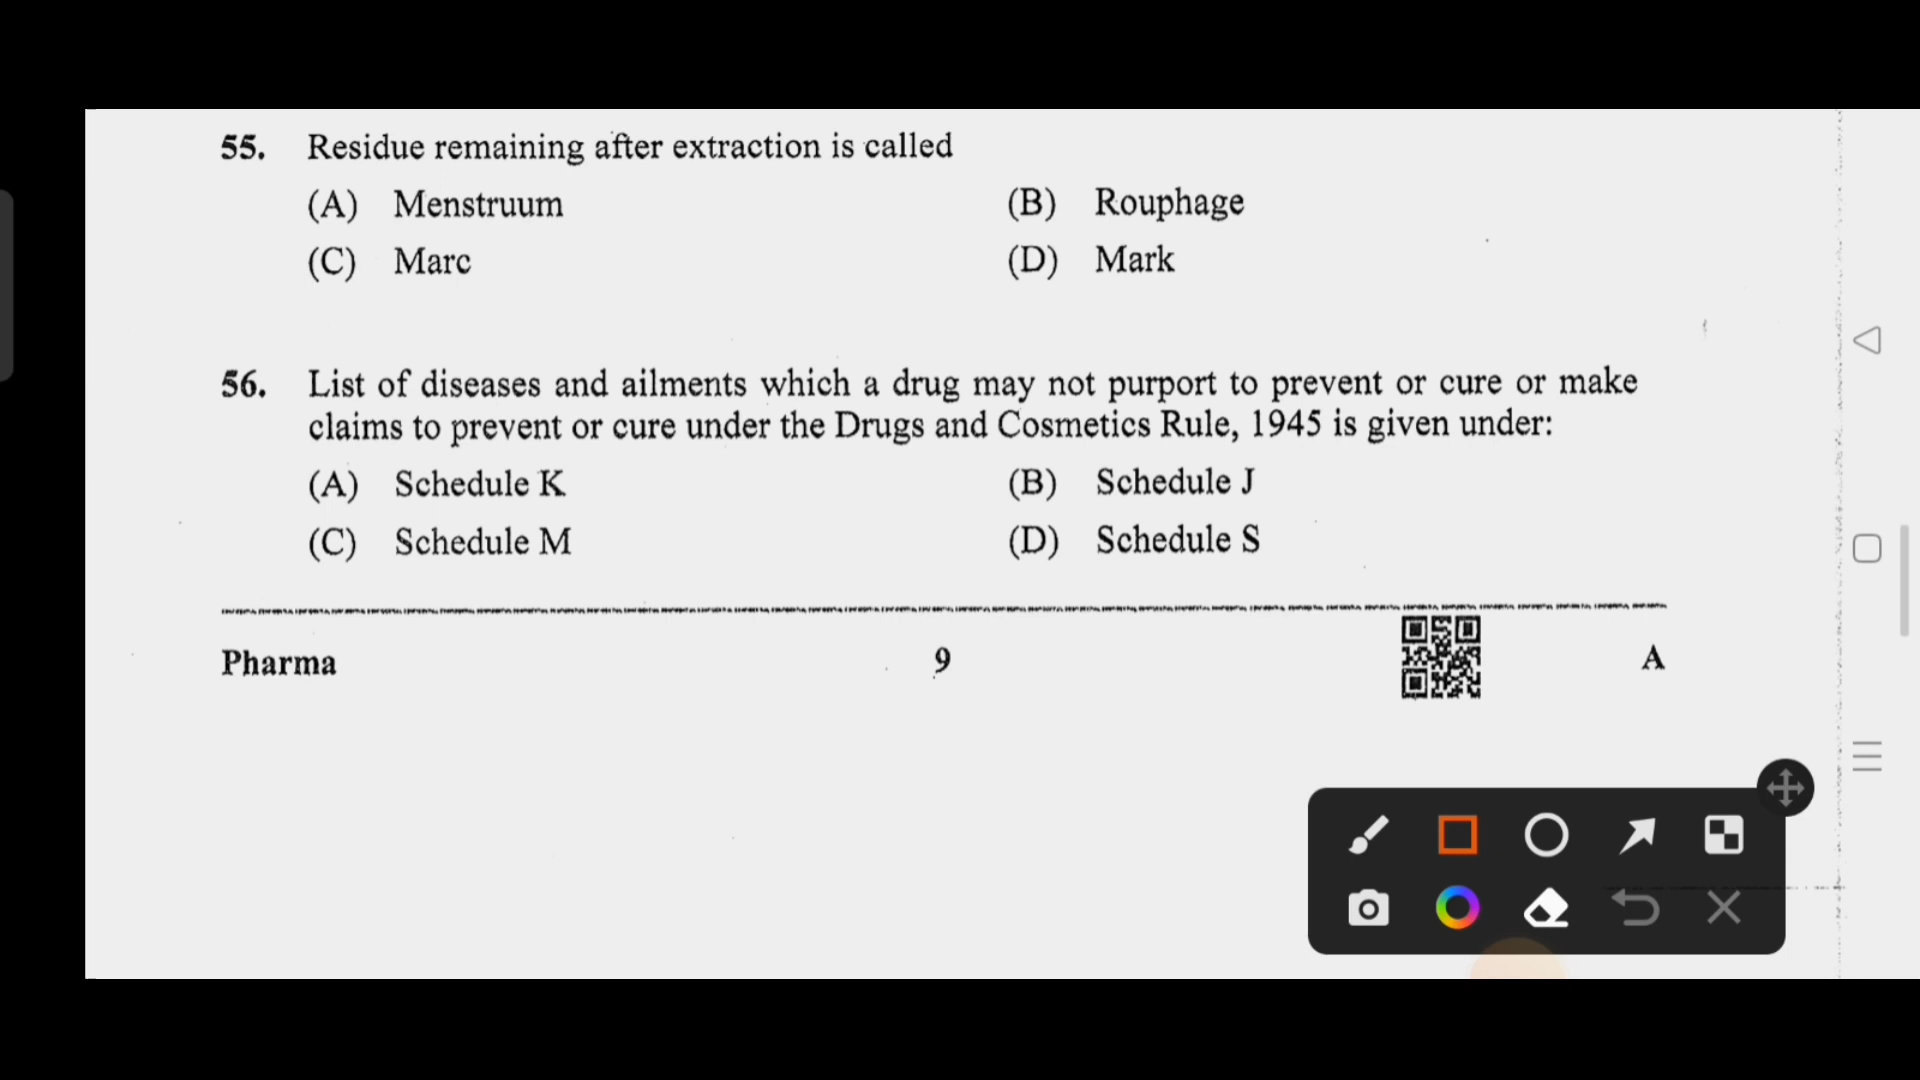 55. Residue remaining after extraction is called
(A) Menstruum (B) Rouphage
(C) Marc (D) Mark
56. List of diseases and ailments which a drug may not purport to prevent or cure or make
claims to prevent or cure under the Drugs and Cosmetics Rule, 1945 is given under:
(A) Schedule K (B) Schedule J
(C) Schedule M (D) Schedule S
Pharma 9 A